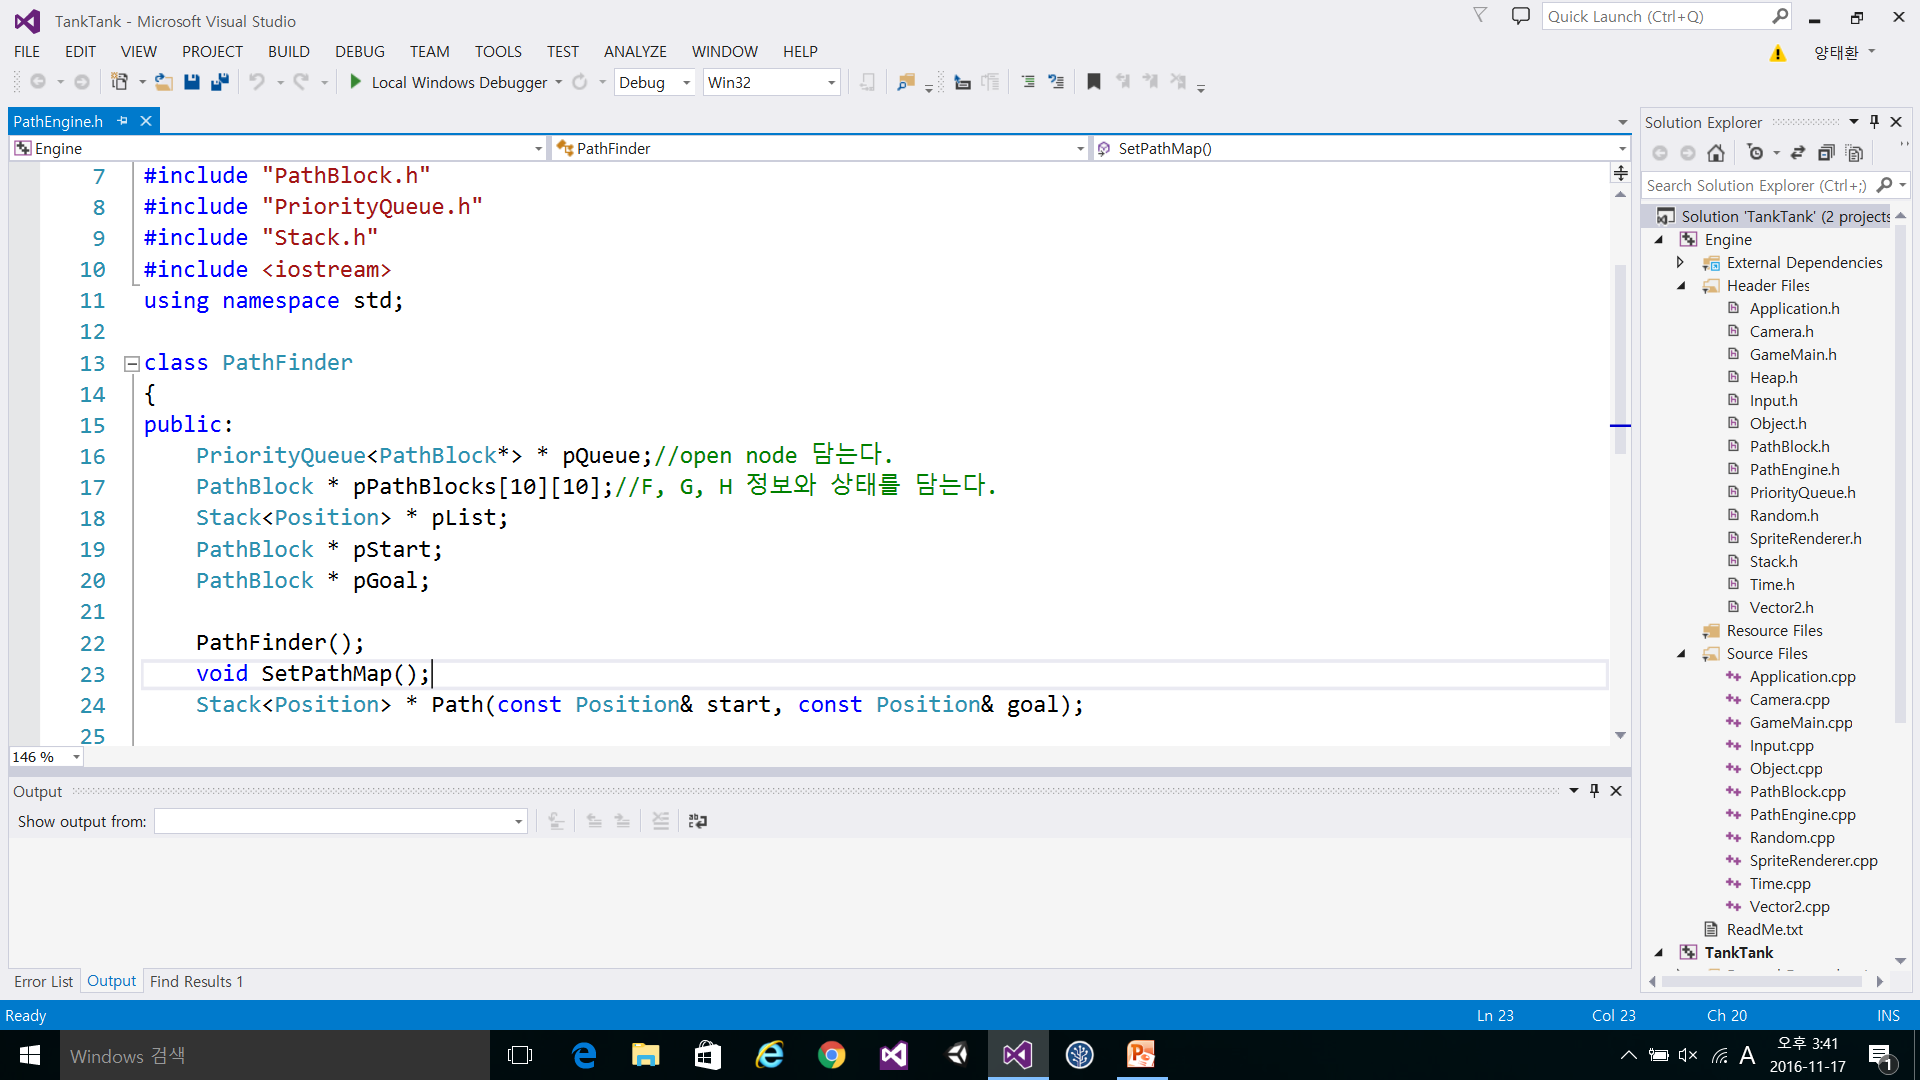 TankTank - Microsoft Visual Studio
Quick Launch (Ctrl+Q)
FILE EDIT VIEW PROJECT BUILD DEBUG TEAM TOOLS TEST ANALYZE WINDOW HELP
양태환
Local Windows Debugger Debug Win32
PathEngine.h
Engine PathFinder SetPathMap()
7 #include "PathBlock.h"
8 #include "PriorityQueue.h"
9 #include "Stack.h"
10 #include <iostream>
11 using namespace std;
12
13 class PathFinder
14 {
15 public:
16 PriorityQueue<PathBlock*> * pQueue;//open node 담는다.
17 PathBlock * pPathBlocks[10][10];//F, G, H 정보와 상태를 담는다.
18 Stack<Position> * pList;
19 PathBlock * pStart;
20 PathBlock * pGoal;
21
22 PathFinder();
23 void SetPathMap();
24 Stack<Position> * Path(const Position& start, const Position& goal);
25
146 %
Output
Show output from:
Error List Output Find Results 1
Solution Explorer
Search Solution Explorer (Ctrl+;)
Solution 'TankTank' (2 projects
Engine
External Dependencies
Header Files
Application.h
Camera.h
GameMain.h
Heap.h
Input.h
Object.h
PathBlock.h
PathEngine.h
PriorityQueue.h
Random.h
SpriteRenderer.h
Stack.h
Time.h
Vector2.h
Resource Files
Source Files
Application.cpp
Camera.cpp
GameMain.cpp
Input.cpp
Object.cpp
PathBlock.cpp
PathEngine.cpp
Random.cpp
SpriteRenderer.cpp
Time.cpp
Vector2.cpp
ReadMe.txt
TankTank
Ready Ln 23 Col 23 Ch 20 INS
Windows 검색
A
오후 3:41
2016-11-17
1